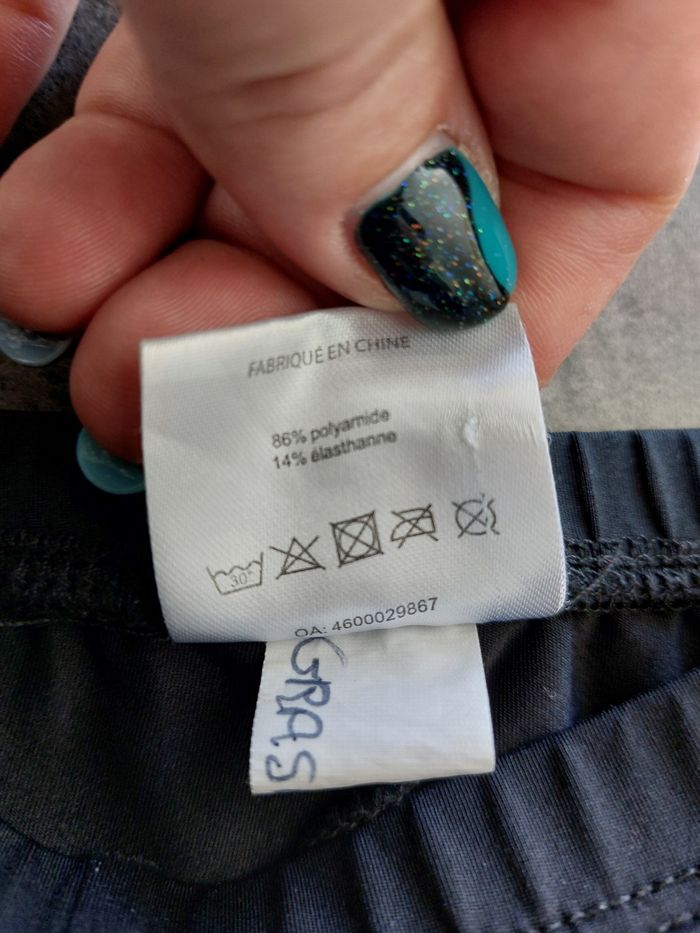 FABRIQUÉ EN CHINE
86% polyamide
14% élasthanne
30°
OA: 4600029867
GRAS